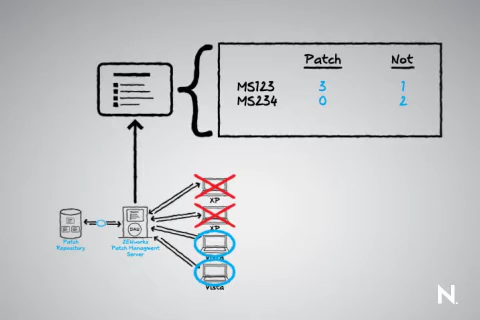 Patch Not
MS123 3 1
MS234 0 2
XP
XP
DAU
Vista
Vista
Patch
Repository
ZENworks
Patch Management
Server
N.